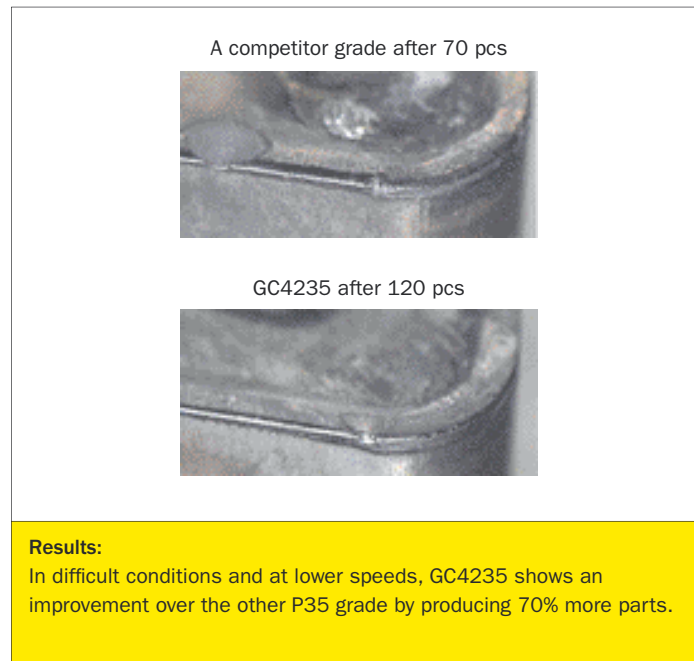 A competitor grade after 70 pcs
GC4235 after 120 pcs
Results:
In difficult conditions and at lower speeds, GC4235 shows an
improvement over the other P35 grade by producing 70% more parts.